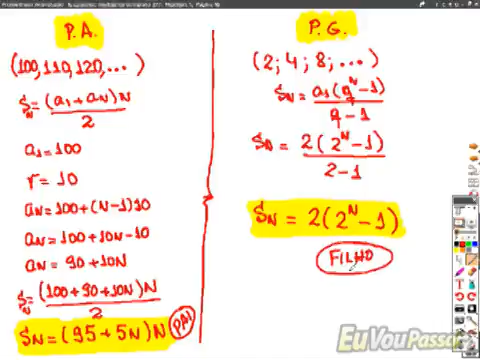 P.A.
(100, 110, 120, ...)
SN = (a1 + aN)N / 2
a1 = 100
r = 10
aN = 100 + (N - 1)10
aN = 100 + 10N - 10
aN = 90 + 10N
SN = (100 + 90 + 10N)N / 2
SN = (95 + 5N)N PAI
P.G.
(2; 4; 8; ...)
SN = a1(q^N - 1) / q - 1
SN = 2(2^N - 1) / 2 - 1
SN = 2(2^N - 1)
FILHO
EuVouPassar